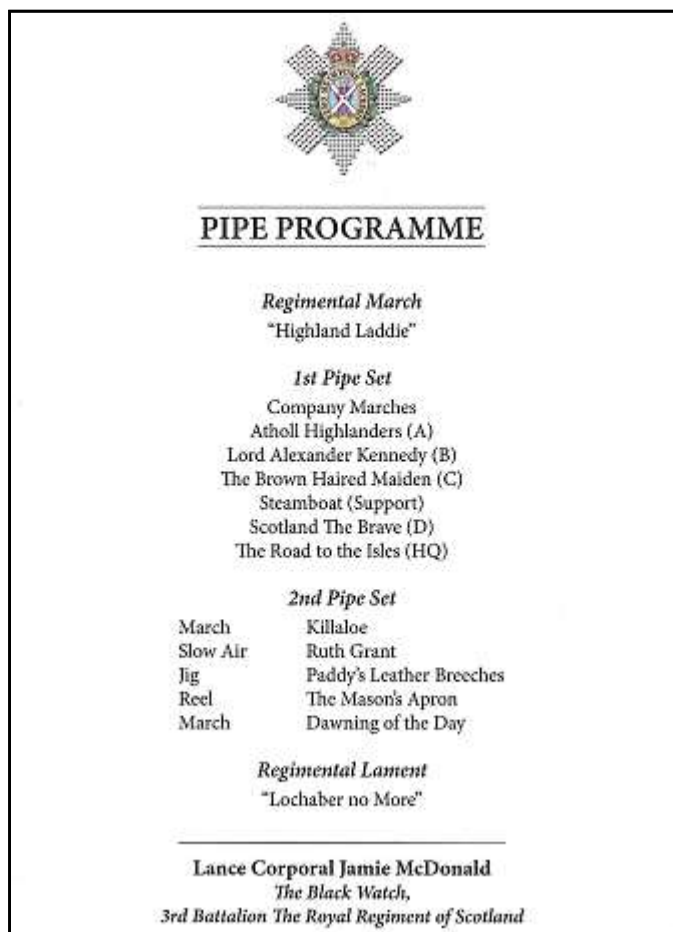 PIPE PROGRAMME
Regimental March
“Highland Laddie”
1st Pipe Set
Company Marches
Atholl Highlanders (A)
Lord Alexander Kennedy (B)
The Brown Haired Maiden (C)
Steamboat (Support)
Scotland The Brave (D)
The Road to the Isles (HQ)
2nd Pipe Set
March Killaloe
Slow Air Ruth Grant
Jig Paddy’s Leather Breeches
Reel The Mason’s Apron
March Dawning of the Day
Regimental Lament
“Lochaber no More”
Lance Corporal Jamie McDonald
The Black Watch,
3rd Battalion The Royal Regiment of Scotland